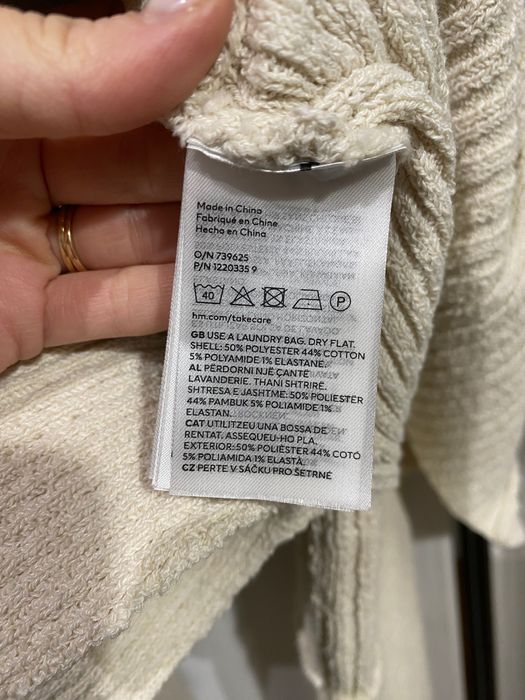 Made in China
Fabriqué en Chine
Hecho en China
O/N 739625
P/N 1220335 9
40 P
hm.com/takecare
GB USE A LAUNDRY BAG. DRY FLAT.
SHELL: 50% POLYESTER 44% COTTON
5% POLYAMIDE 1% ELASTANE.
AL PËRDORNI NJË ÇANTË
LAVANDERIE. THANI SHTRIRË.
SHTRESA E JASHTME: 50% POLIESTËR
44% PAMBUK 5% POLIAMIDE 1%
ELASTAN.
CAT UTILITZEU UNA BOSSA DE
RENTAT. ASSEQUEU-HO PLA.
EXTERIOR: 50% POLIÈSTER 44% COTÓ
5% POLIAMIDA 1% ELASTÀ.
CZ PERTE V SÁČKU PRO ŠETRNÉ